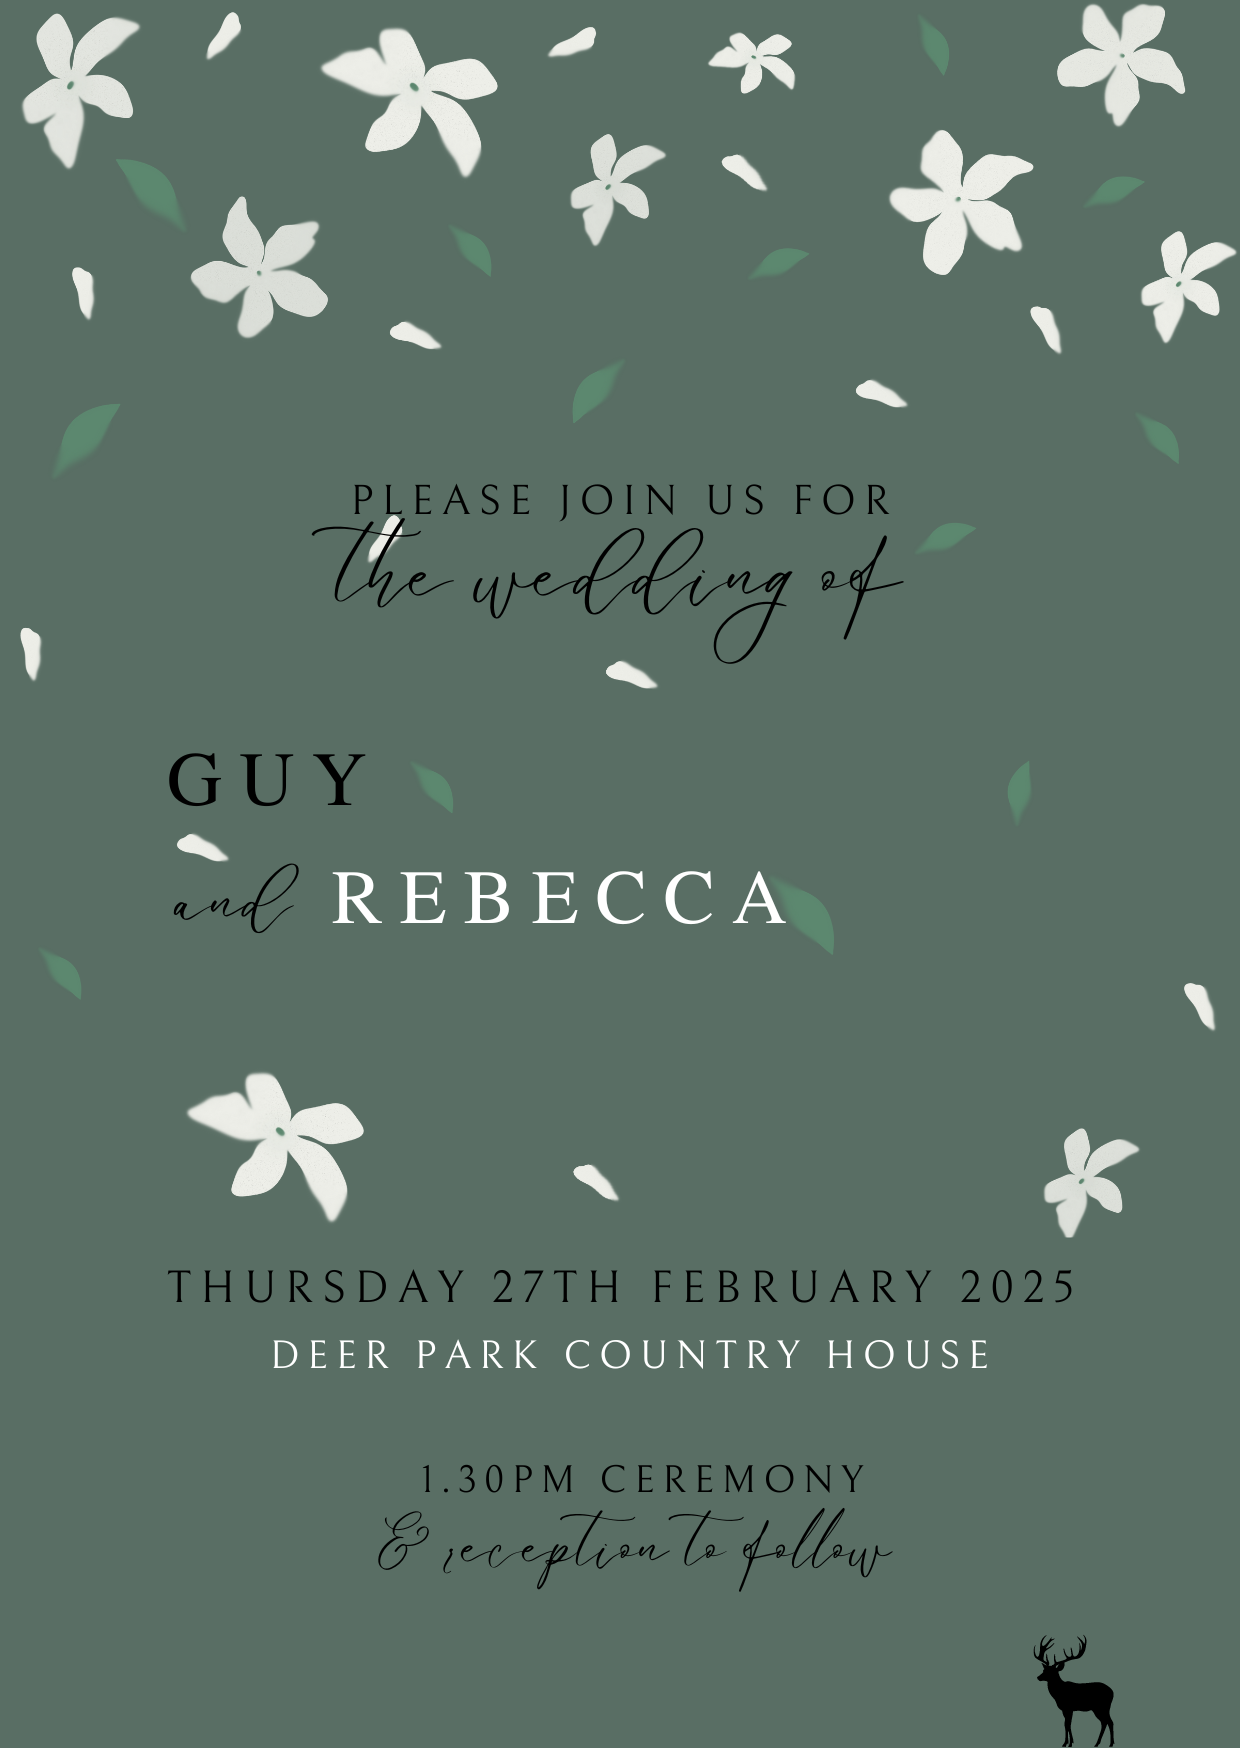 PLEASE JOIN US FOR
the wedding of
GUY
and REBECCA
THURSDAY 27TH FEBRUARY 2025
DEER PARK COUNTRY HOUSE
1.30PM CEREMONY
& reception to follow